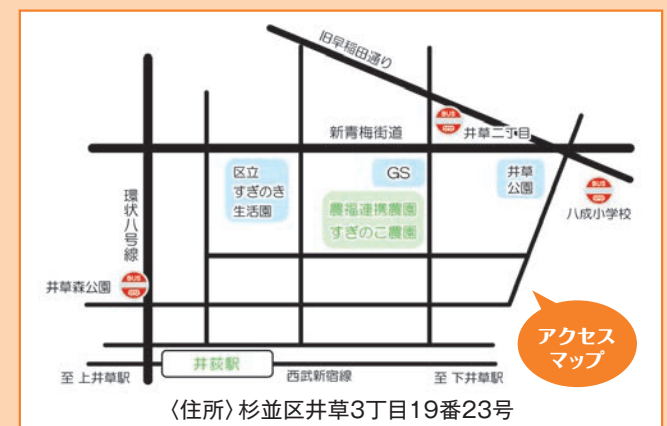 旧早稲田通り
BUS
井草二丁目
新青梅街道
区立
すぎのき
生活園
GS
井草
公園
BUS
八成小学校
農福連携農園
すぎのこ農園
環状八号線
BUS
井草森公園
アクセス
マップ
井荻駅
至 上井草駅
西武新宿線
至 下井草駅
〈住所〉杉並区井草3丁目19番23号